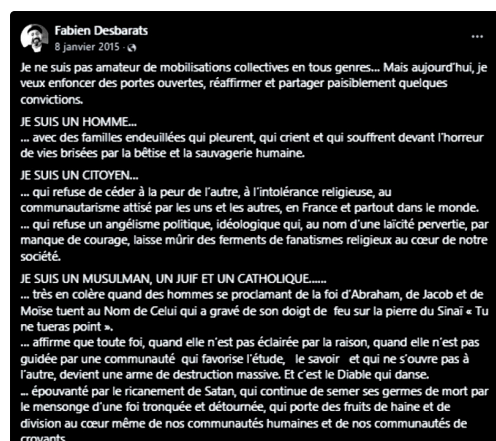 Fabien Desbarats
8 janvier 2015 ·
Je ne suis pas amateur de mobilisations collectives en tous genres... Mais aujourd'hui, je
veux enfoncer des portes ouvertes, réaffirmer et partager paisiblement quelques
convictions.
JE SUIS UN HOMME...
... avec des familles endeuillées qui pleurent, qui crient et qui souffrent devant l'horreur
de vies brisées par la bêtise et la sauvagerie humaine.
JE SUIS UN CITOYEN...
... qui refuse de céder à la peur de l'autre, à l'intolérance religieuse, au
communautarisme attisé par les uns et les autres, en France et partout dans le monde.
... qui refuse un angélisme politique, idéologique qui, au nom d'une laïcité pervertie, par
manque de courage, laisse mûrir des ferments de fanatismes religieux au cœur de notre
société.
JE SUIS UN MUSULMAN, UN JUIF ET UN CATHOLIQUE......
... très en colère quand des hommes se proclamant de la foi d'Abraham, de Jacob et de
Moïse tuent au Nom de Celui qui a gravé de son doigt de feu sur la pierre du Sinaï « Tu
ne tueras point ».
... affirme que toute foi, quand elle n'est pas éclairée par la raison, quand elle n'est pas
guidée par une communauté qui favorise l'étude, le savoir et qui ne s'ouvre pas à
l'autre, devient une arme de destruction massive. Et c'est le Diable qui danse.
... épouvanté par le ricanement de Satan, qui continue de semer ses germes de mort par
le mensonge d'une foi tronquée et détournée, qui porte des fruits de haine et de
division au cœur même de nos communautés humaines et de nos communautés de
croyants